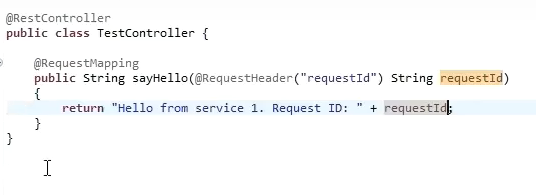 @RestController
public class TestController {
@RequestMapping
public String sayHello(@RequestHeader("requestId") String requestId)
{
return "Hello from service 1. Request ID: " + requestId;
}
}